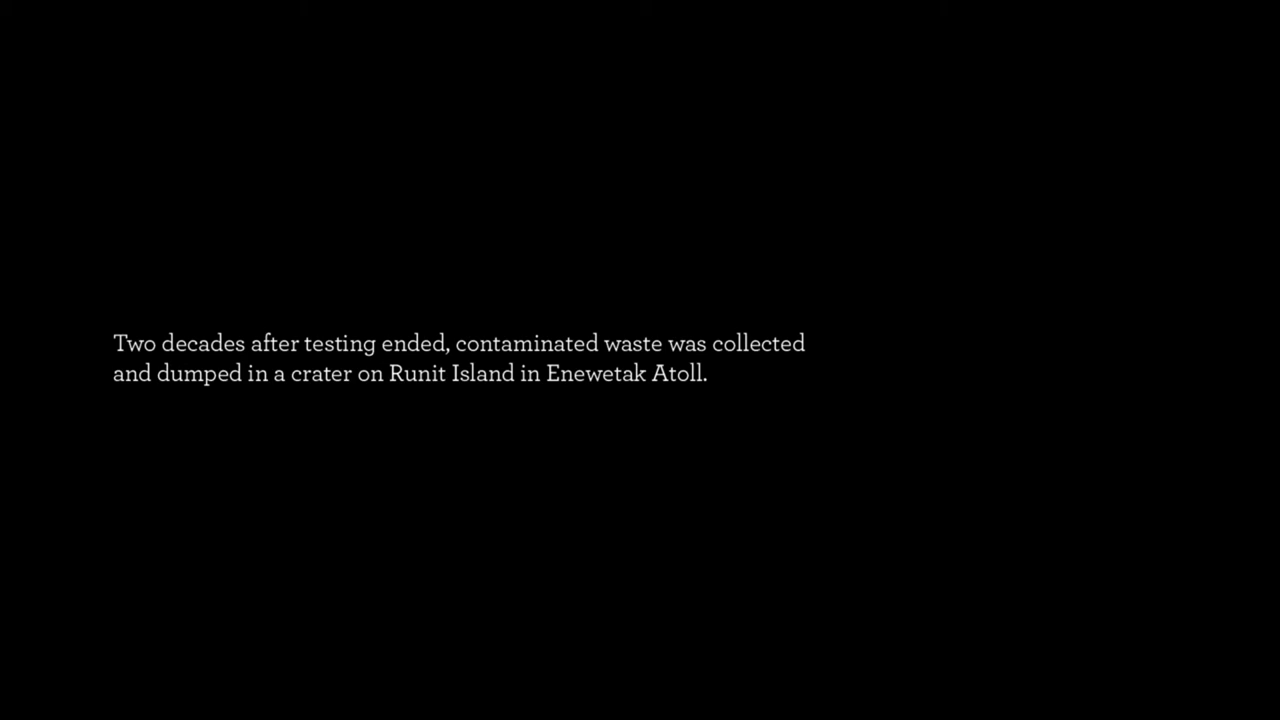 Two decades after testing ended, contaminated waste was collected
and dumped in a crater on Runit Island in Enewetak Atoll.